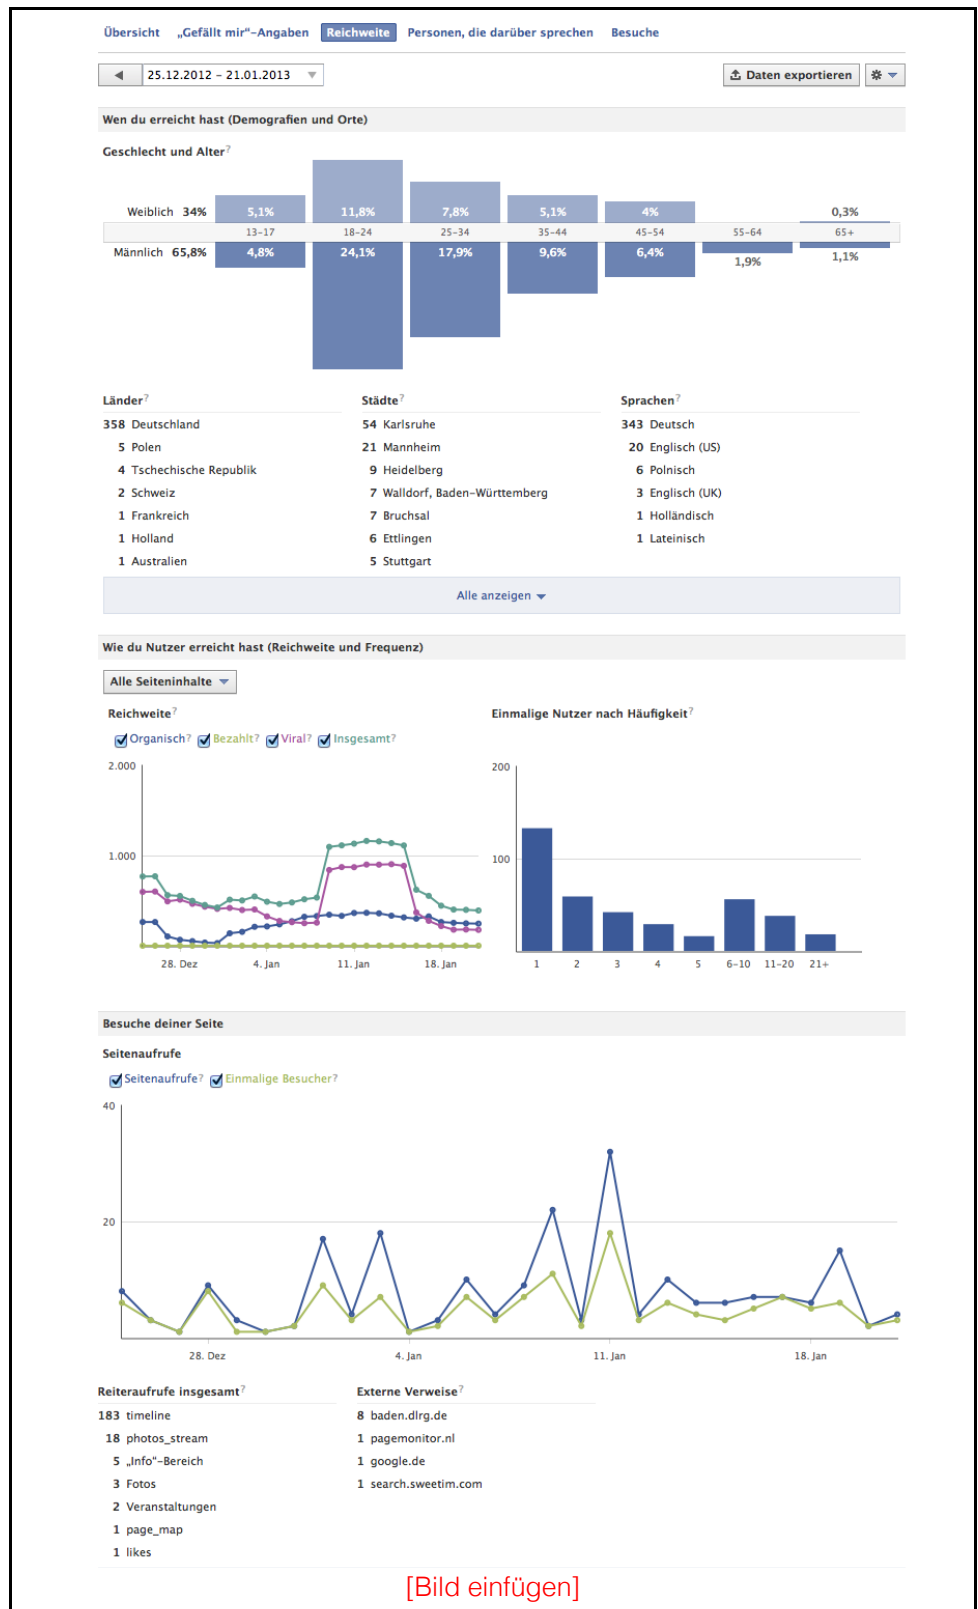 Übersicht „Gefällt mir“-Angaben Reichweite Personen, die darüber sprechen Besuche
25.12.2012 – 21.01.2013
Daten exportieren
Wen du erreicht hast (Demografien und Orte)
Geschlecht und Alter?
Weiblich 34% 5,1% 11,8% 7,8% 5,1% 4% 0,3%
13-17 18-24 25-34 35-44 45-54 55-64 65+
Männlich 65,8% 4,8% 24,1% 17,9% 9,6% 6,4% 1,9% 1,1%
Länder? Städte? Sprachen?
358 Deutschland 54 Karlsruhe 343 Deutsch
5 Polen 21 Mannheim 20 Englisch (US)
4 Tschechische Republik 9 Heidelberg 6 Polnisch
2 Schweiz 7 Walldorf, Baden-Württemberg 3 Englisch (UK)
1 Frankreich 7 Bruchsal 1 Holländisch
1 Holland 6 Ettlingen 1 Lateinisch
1 Australien 5 Stuttgart
Alle anzeigen
Wie du Nutzer erreicht hast (Reichweite und Frequenz)
Alle Seiteninhalte
Reichweite? Einmalige Nutzer nach Häufigkeit?
Organisch? Bezahlt? Viral? Insgesamt?
2.000 200
1.000 100
28. Dez 4. Jan 11. Jan 18. Jan 1 2 3 4 5 6-10 11-20 21+
Besuche deiner Seite
Seitenaufrufe
Seitenaufrufe? Einmalige Besucher?
40
20
28. Dez 4. Jan 11. Jan 18. Jan
Reiteraufrufe insgesamt? Externe Verweise?
183 timeline 8 baden.dlrg.de
18 photos_stream 1 pagemonitor.nl
5 „Info“-Bereich 1 google.de
3 Fotos 1 search.sweetim.com
2 Veranstaltungen
1 page_map
1 likes
[Bild einfügen]